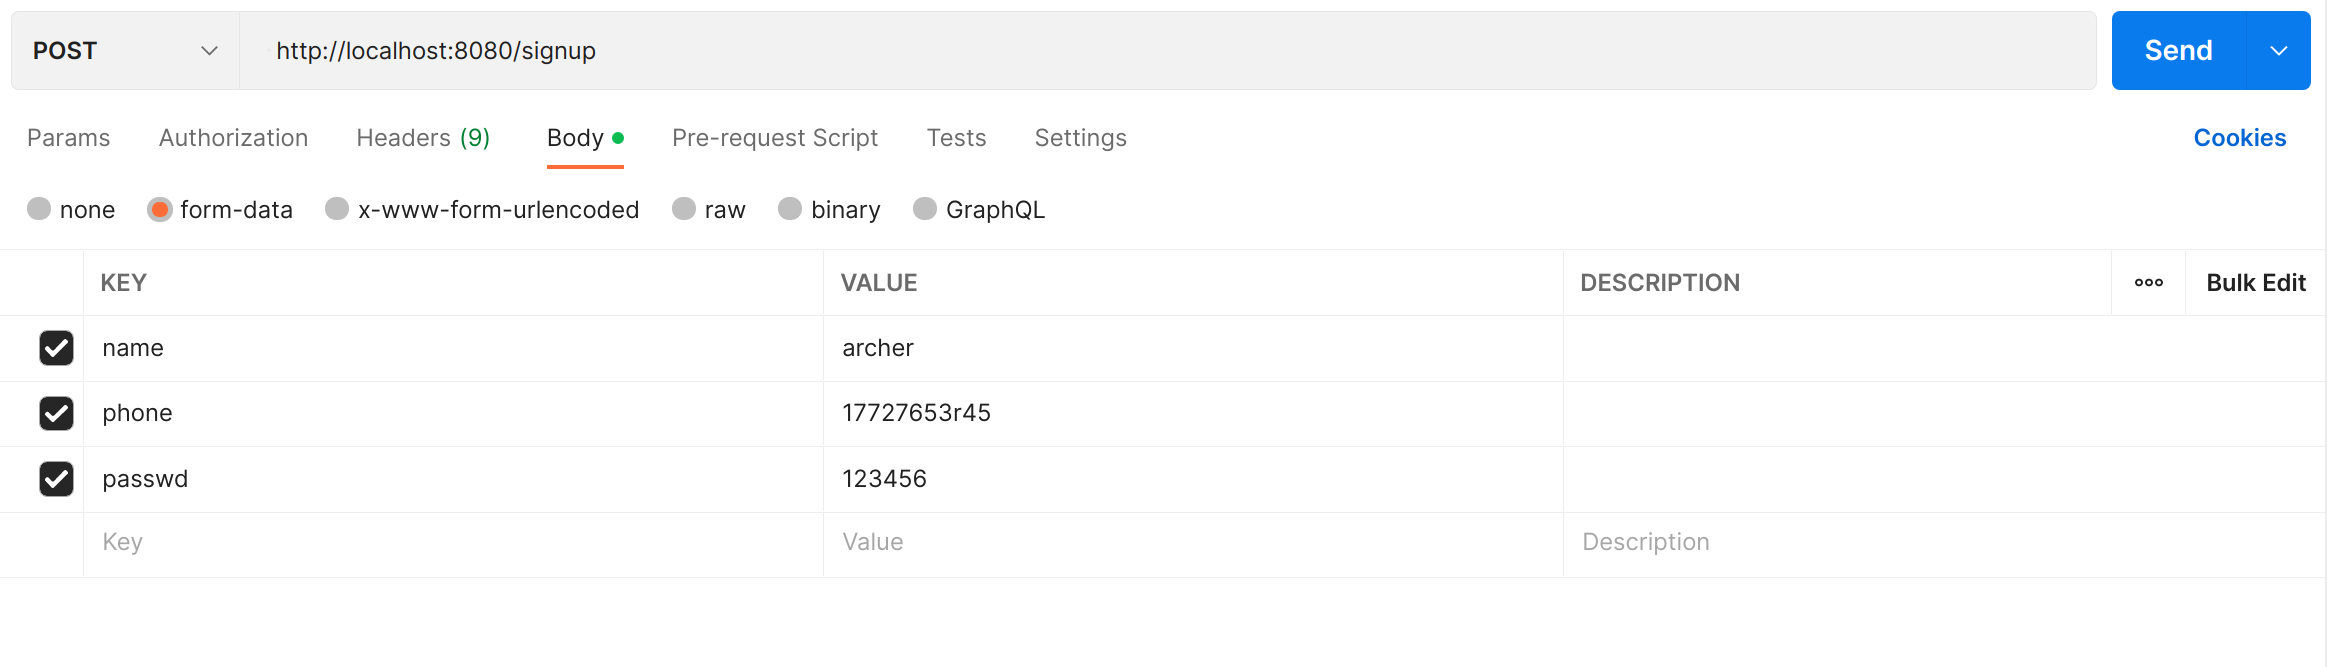 POST http://localhost:8080/signup Send
Params Authorization Headers (9) Body Pre-request Script Tests Settings Cookies
none form-data x-www-form-urlencoded raw binary GraphQL
KEY VALUE DESCRIPTION ooo Bulk Edit
name archer
phone 17727653r45
passwd 123456
Key Value Description